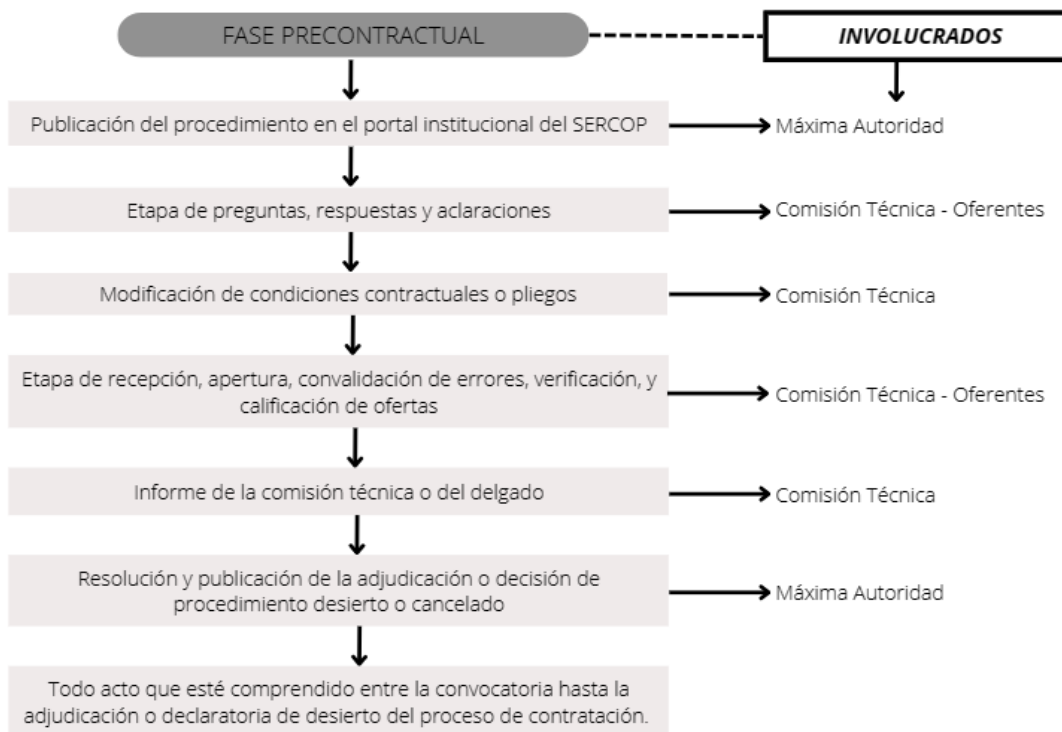 FASE PRECONTRACTUAL
INVOLUCRADOS
Publicación del procedimiento en el portal institucional del SERCOP
Máxima Autoridad
Etapa de preguntas, respuestas y aclaraciones
Comisión Técnica - Oferentes
Modificación de condiciones contractuales o pliegos
Comisión Técnica
Etapa de recepción, apertura, convalidación de errores, verificación, y
calificación de ofertas
Comisión Técnica - Oferentes
Informe de la comisión técnica o del delgado
Comisión Técnica
Resolución y publicación de la adjudicación o decisión de
procedimiento desierto o cancelado
Máxima Autoridad
Todo acto que esté comprendido entre la convocatoria hasta la
adjudicación o declaratoria de desierto del proceso de contratación.